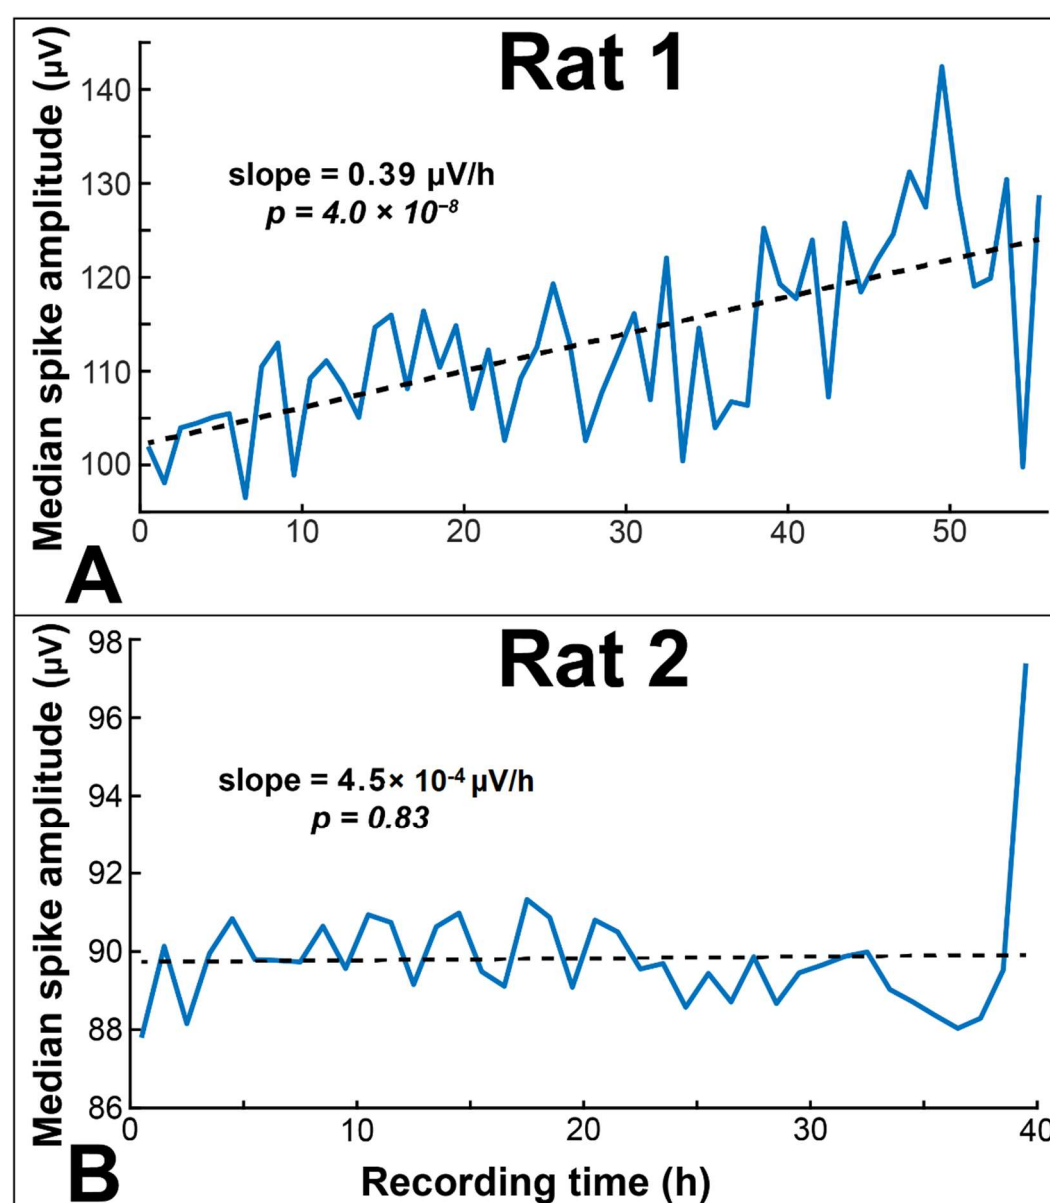 Rat 1
Median spike amplitude (µV)
140
130
120
110
100
slope = 0.39 µV/h
p = 4.0 × 10⁻⁸
0 10 20 30 40 50
A
Rat 2
Median spike amplitude (µV)
98
96
94
92
90
88
86
slope = 4.5× 10⁻⁴ µV/h
p = 0.83
0 10 20 30 40
B
Recording time (h)